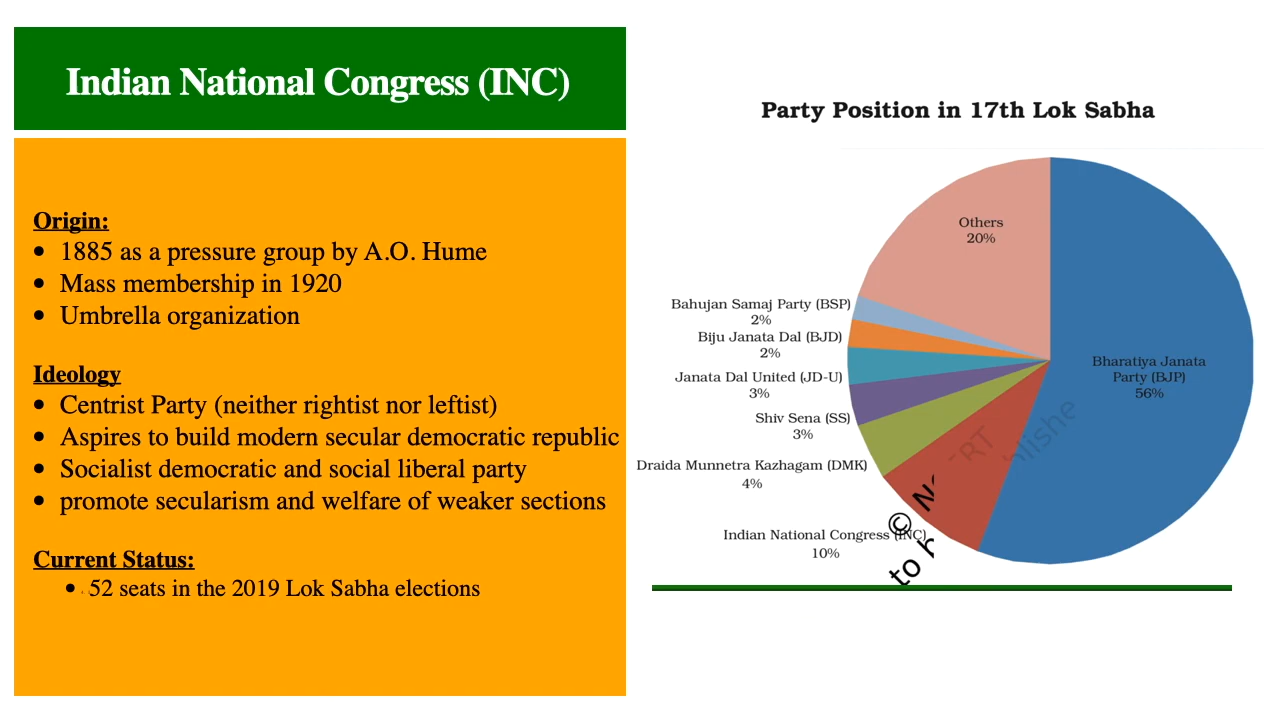 Indian National Congress (INC)
Origin:
• 1885 as a pressure group by A.O. Hume
• Mass membership in 1920
• Umbrella organization
Ideology
• Centrist Party (neither rightist nor leftist)
• Aspires to build modern secular democratic republic
• Socialist democratic and social liberal party
• promote secularism and welfare of weaker sections
Current Status:
• 52 seats in the 2019 Lok Sabha elections
Party Position in 17th Lok Sabha
Others
20%
Bahujan Samaj Party (BSP)
2%
Biju Janata Dal (BJD)
2%
Janata Dal United (JD-U)
3%
Shiv Sena (SS)
3%
Draida Munnetra Kazhagam (DMK)
4%
Indian National Congress (INC)
10%
Bharatiya Janata
Party (BJP)
56%
©
to